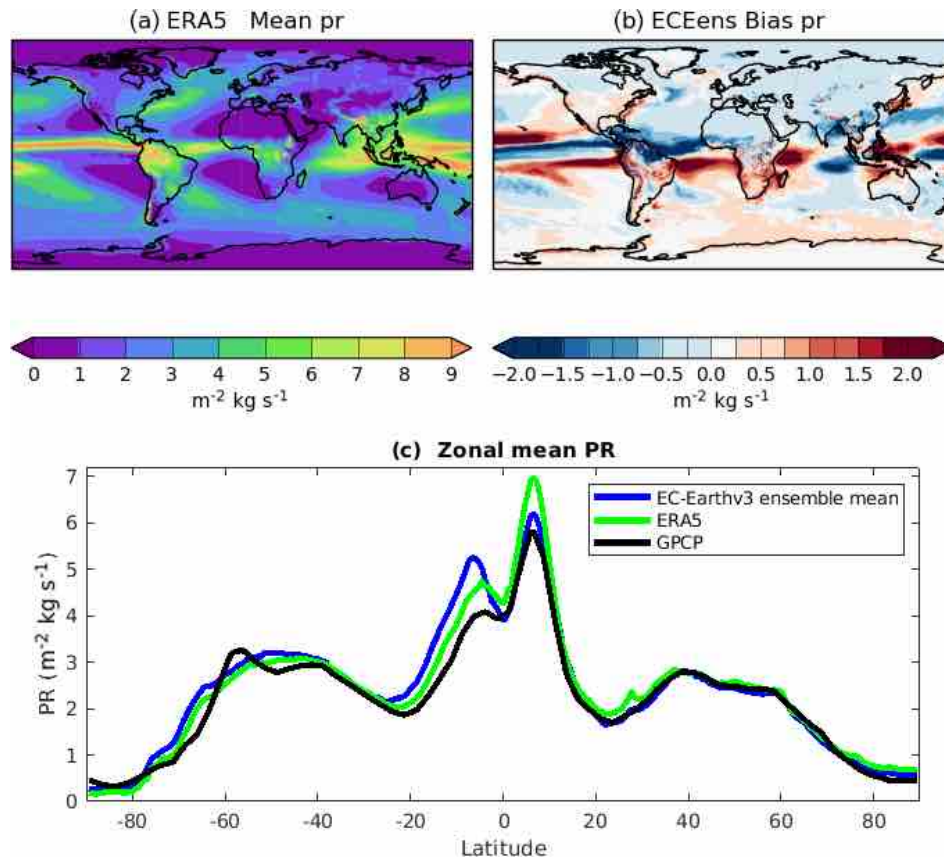 (a) ERA5 Mean pr
(b) ECEens Bias pr
0 1 2 3 4 5 6 7 8 9
m⁻² kg s⁻¹
−2.0 −1.5 −1.0 −0.5 0.0 0.5 1.0 1.5 2.0
m⁻² kg s⁻¹
(c) Zonal mean PR
7
6
5
4
3
2
1
0
PR (m⁻² kg s⁻¹)
EC-Earthv3 ensemble mean
ERA5
GPCP
-80 -60 -40 -20 0 20 40 60 80
Latitude